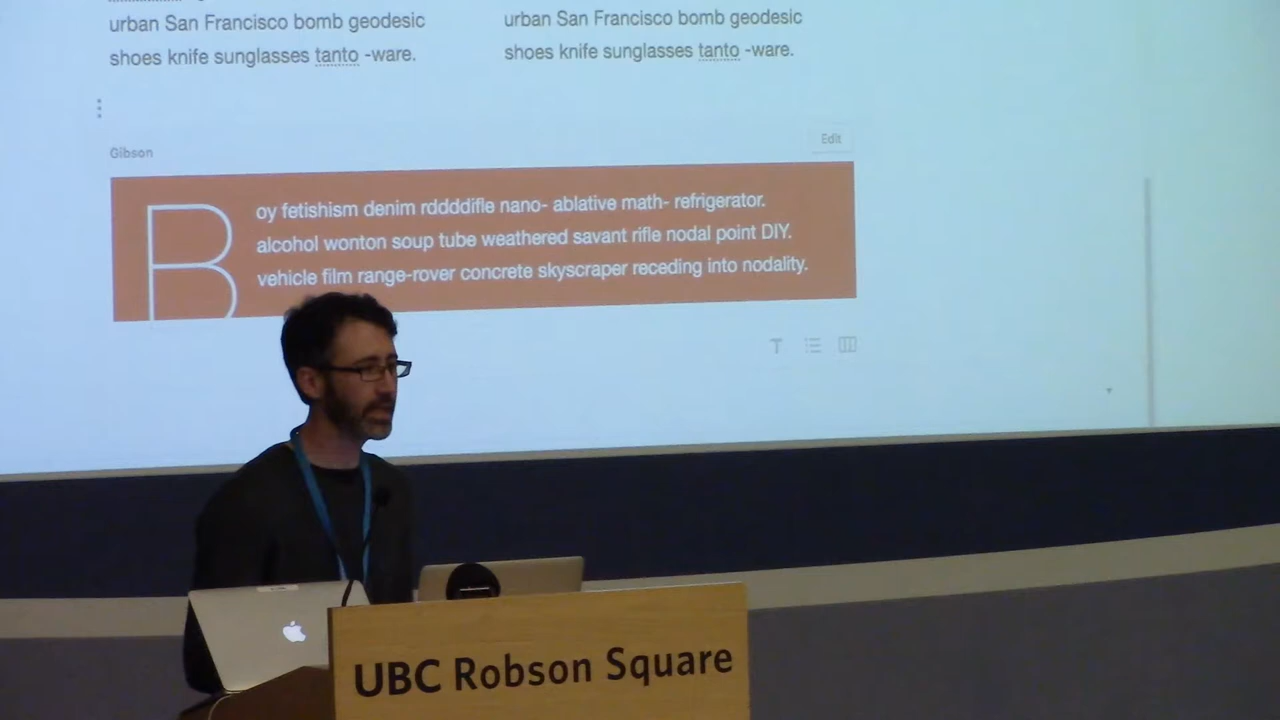 urban San Francisco bomb geodesic
shoes knife sunglasses tanto -ware.
urban San Francisco bomb geodesic
shoes knife sunglasses tanto -ware.
Gibson
Edit
Boy fetishism denim rddddifle nano- ablative math- refrigerator.
alcohol wonton soup tube weathered savant rifle nodal point DIY.
vehicle film range-rover concrete skyscraper receding into nodality.
T
UBC Robson Square